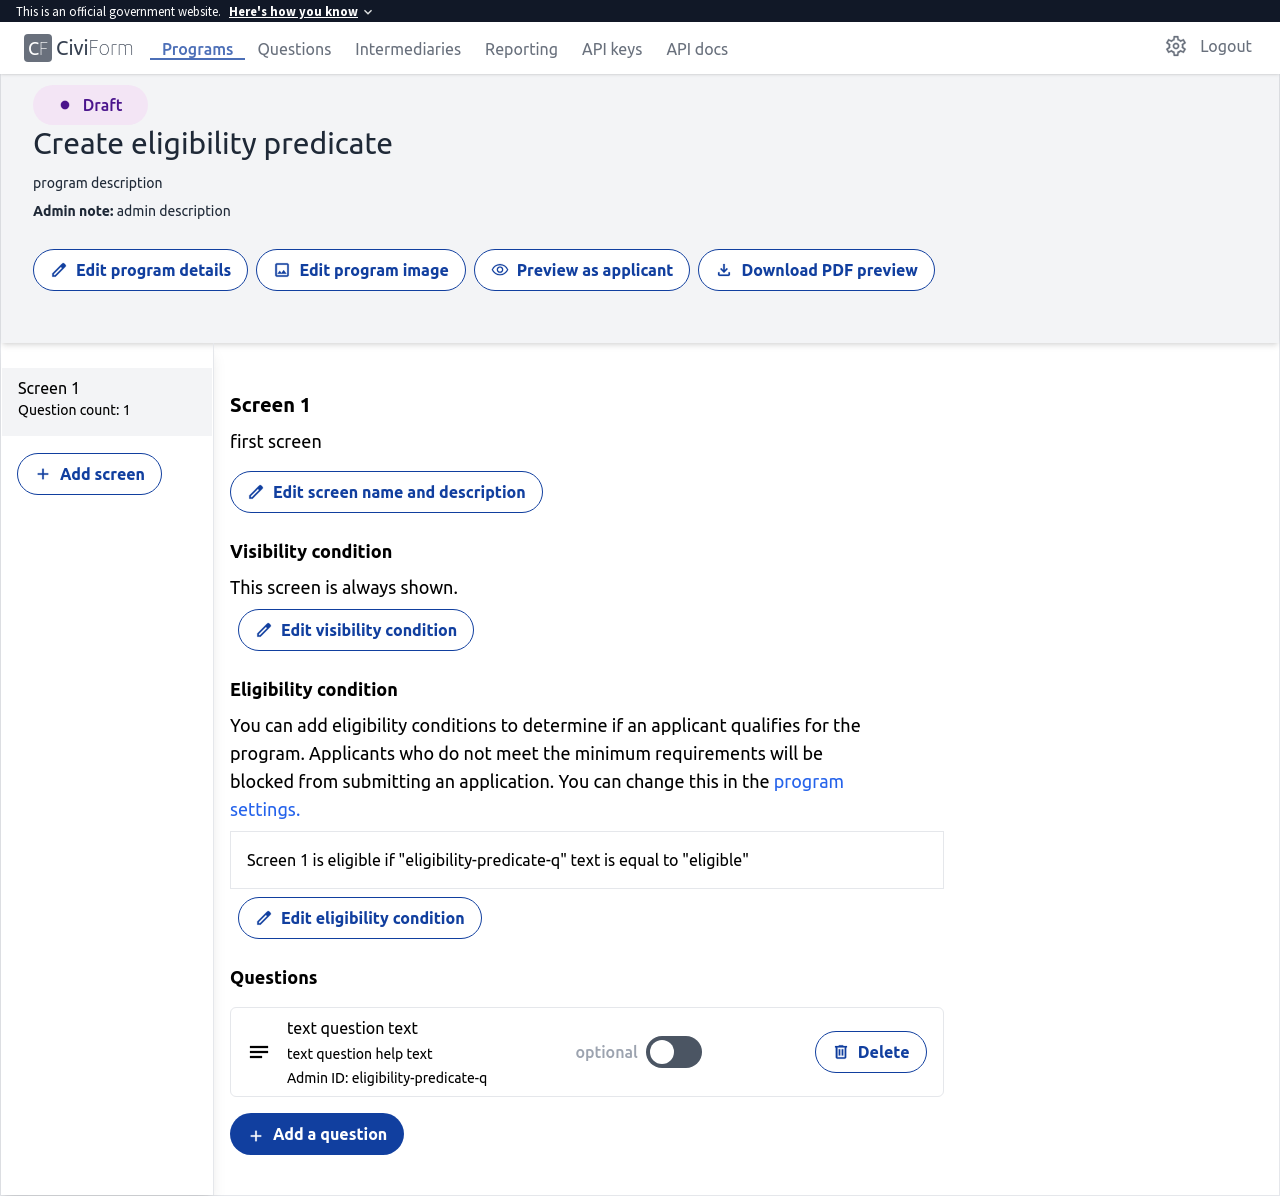 This is an official government website. Here's how you know
CF CiviForm Programs Questions Intermediaries Reporting API keys API docs Logout
Draft
Create eligibility predicate
program description
Admin note: admin description
Edit program details Edit program image Preview as applicant Download PDF preview
Screen 1
Question count: 1
Add screen
Screen 1
first screen
Edit screen name and description
Visibility condition
This screen is always shown.
Edit visibility condition
Eligibility condition
You can add eligibility conditions to determine if an applicant qualifies for the
program. Applicants who do not meet the minimum requirements will be
blocked from submitting an application. You can change this in the program
settings.
Screen 1 is eligible if "eligibility-predicate-q" text is equal to "eligible"
Edit eligibility condition
Questions
text question text
text question help text
Admin ID: eligibility-predicate-q
optional
Delete
Add a question